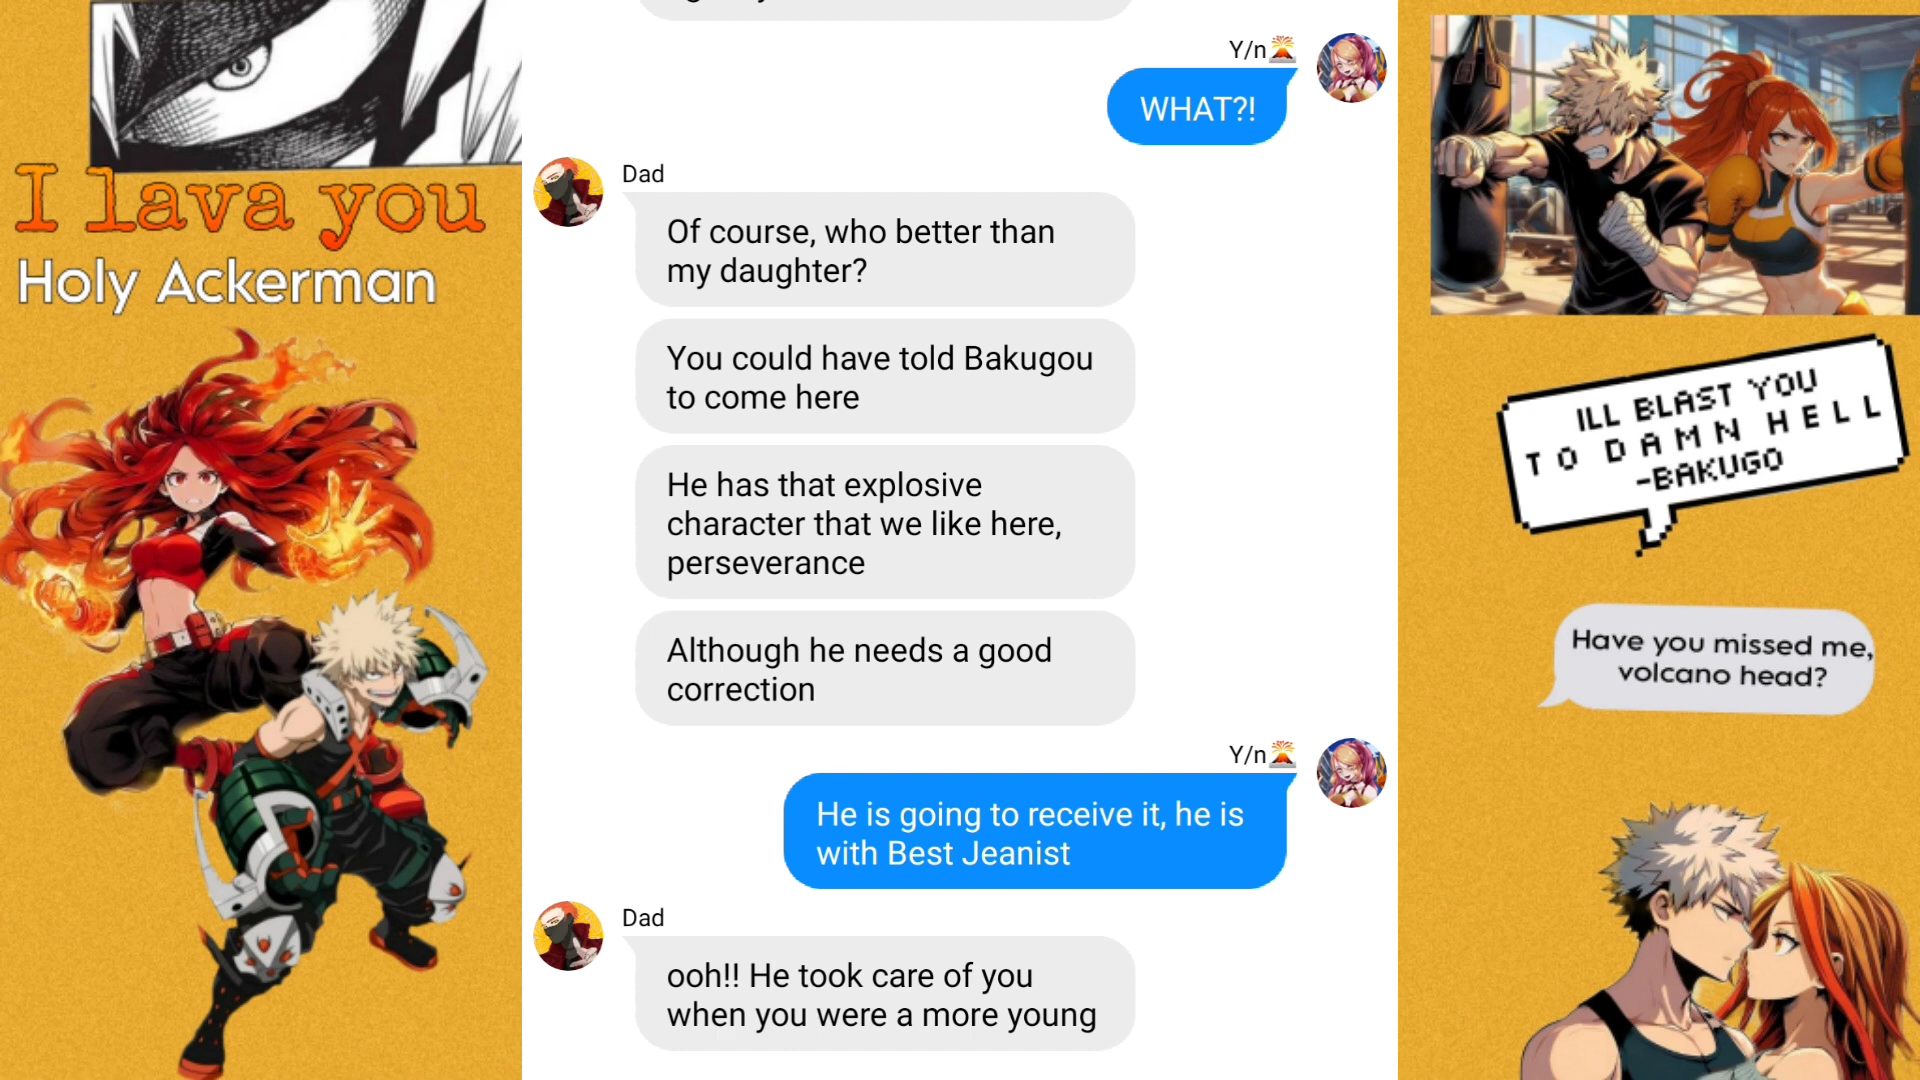 I lava you
Holy Ackerman
Y/n🌋
WHAT?!
Dad
Of course, who better than
my daughter?
You could have told Bakugou
to come here
He has that explosive
character that we like here,
perseverance
Although he needs a good
correction
Y/n🌋
He is going to receive it, he is
with Best Jeanist
Dad
ooh!! He took care of you
when you were a more young
ILL BLAST YOU
TO DAMN HELL
-BAKUGO
Have you missed me,
volcano head?